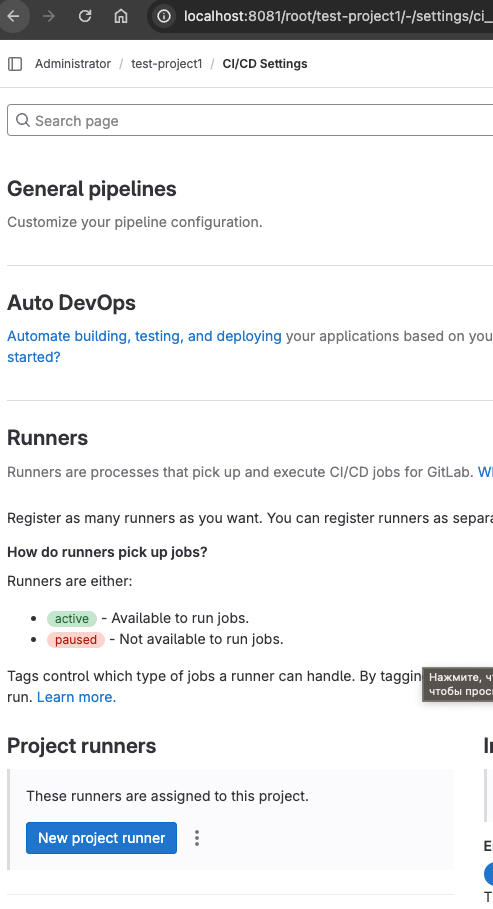 localhost:8081/root/test-project1/-/settings/ci_
Administrator / test-project1 / CI/CD Settings
Search page
General pipelines
Customize your pipeline configuration.
Auto DevOps
Automate building, testing, and deploying your applications based on you
started?
Runners
Runners are processes that pick up and execute CI/CD jobs for GitLab.
Register as many runners as you want. You can register runners as separa
How do runners pick up jobs?
Runners are either:
active - Available to run jobs.
paused - Not available to run jobs.
Tags control which type of jobs a runner can handle. By tagging
Нажмите,
чтобы
run. Learn more.
Project runners
These runners are assigned to this project.
New project runner